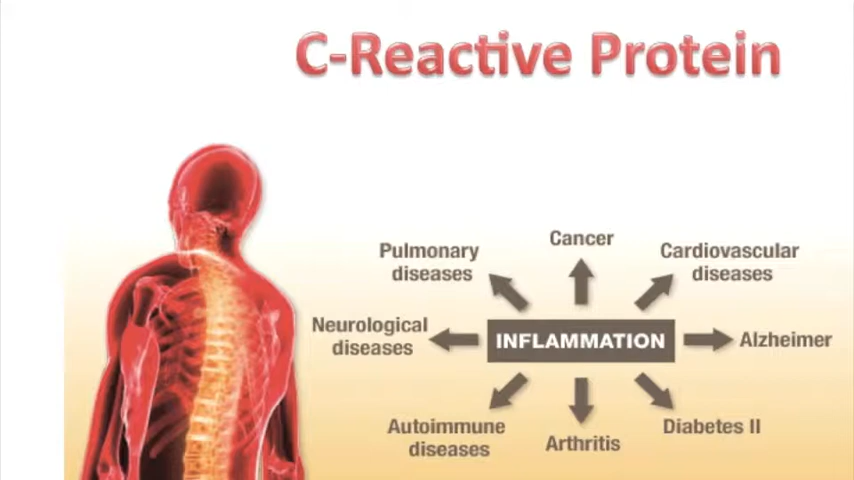 C-Reactive Protein
Cancer
Pulmonary
diseases
Cardiovascular
diseases
Neurological
diseases
INFLAMMATION
Alzheimer
Autoimmune
diseases
Arthritis
Diabetes II